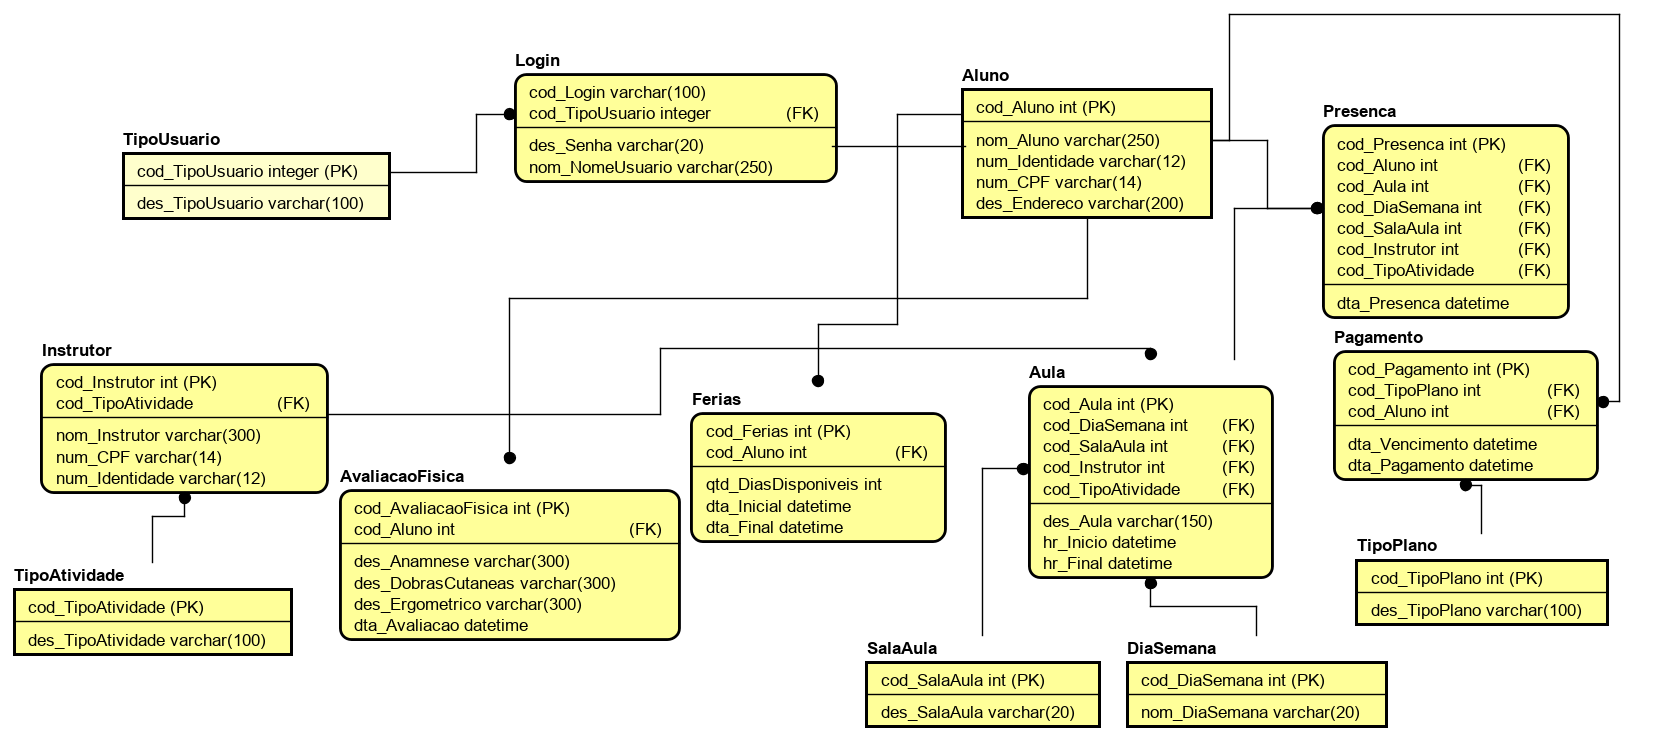 Login
cod_Login varchar(100)
cod_TipoUsuario integer (FK)
des_Senha varchar(20)
nom_NomeUsuario varchar(250)
Aluno
cod_Aluno int (PK)
nom_Aluno varchar(250)
num_Identidade varchar(12)
num_CPF varchar(14)
des_Endereco varchar(200)
Presenca
cod_Presenca int (PK)
cod_Aluno int (FK)
cod_Aula int (FK)
cod_DiaSemana int (FK)
cod_SalaAula int (FK)
cod_Instrutor int (FK)
cod_TipoAtividade (FK)
dta_Presenca datetime
TipoUsuario
cod_TipoUsuario integer (PK)
des_TipoUsuario varchar(100)
Pagamento
cod_Pagamento int (PK)
cod_TipoPlano int (FK)
cod_Aluno int (FK)
dta_Vencimento datetime
dta_Pagamento datetime
Instrutor
cod_Instrutor int (PK)
cod_TipoAtividade (FK)
nom_Instrutor varchar(300)
num_CPF varchar(14)
num_Identidade varchar(12)
Aula
cod_Aula int (PK)
cod_DiaSemana int (FK)
cod_SalaAula int (FK)
cod_Instrutor int (FK)
cod_TipoAtividade (FK)
des_Aula varchar(150)
hr_Inicio datetime
hr_Final datetime
Ferias
cod_Ferias int (PK)
cod_Aluno int (FK)
qtd_DiasDisponiveis int
dta_Inicial datetime
dta_Final datetime
AvaliacaoFisica
cod_AvaliacaoFisica int (PK)
cod_Aluno int (FK)
des_Anamnese varchar(300)
des_DobrasCutaneas varchar(300)
des_Ergometrico varchar(300)
dta_Avaliacao datetime
TipoPlano
cod_TipoPlano int (PK)
des_TipoPlano varchar(100)
TipoAtividade
cod_TipoAtividade (PK)
des_TipoAtividade varchar(100)
SalaAula
cod_SalaAula int (PK)
des_SalaAula varchar(20)
DiaSemana
cod_DiaSemana int (PK)
nom_DiaSemana varchar(20)